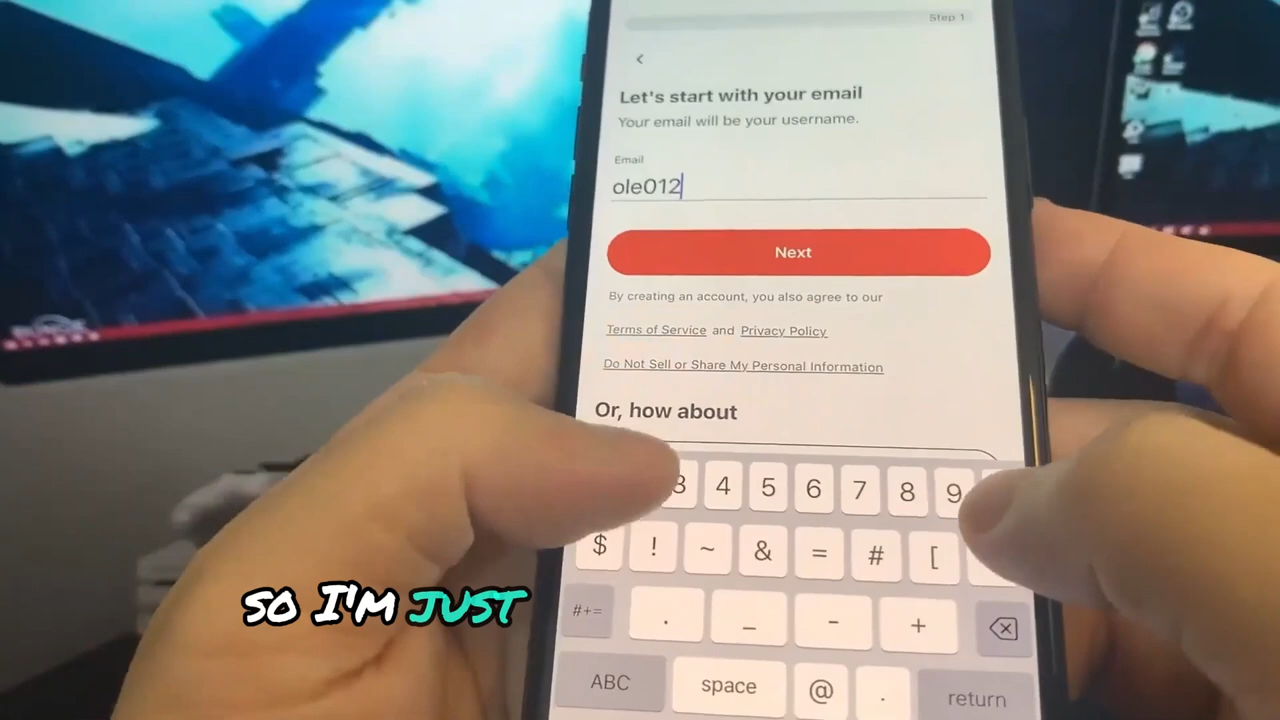 Step 1
Let's start with your email
Your email will be your username.
Email
ole012
Next
By creating an account, you also agree to our
Terms of Service and Privacy Policy.
Do Not Sell or Share My Personal Information
Or, how about
3 4 5 6 7 8 9
$ ! ~ & = # [
#+= . _ - +
ABC space @ . return
SO I'M JUST